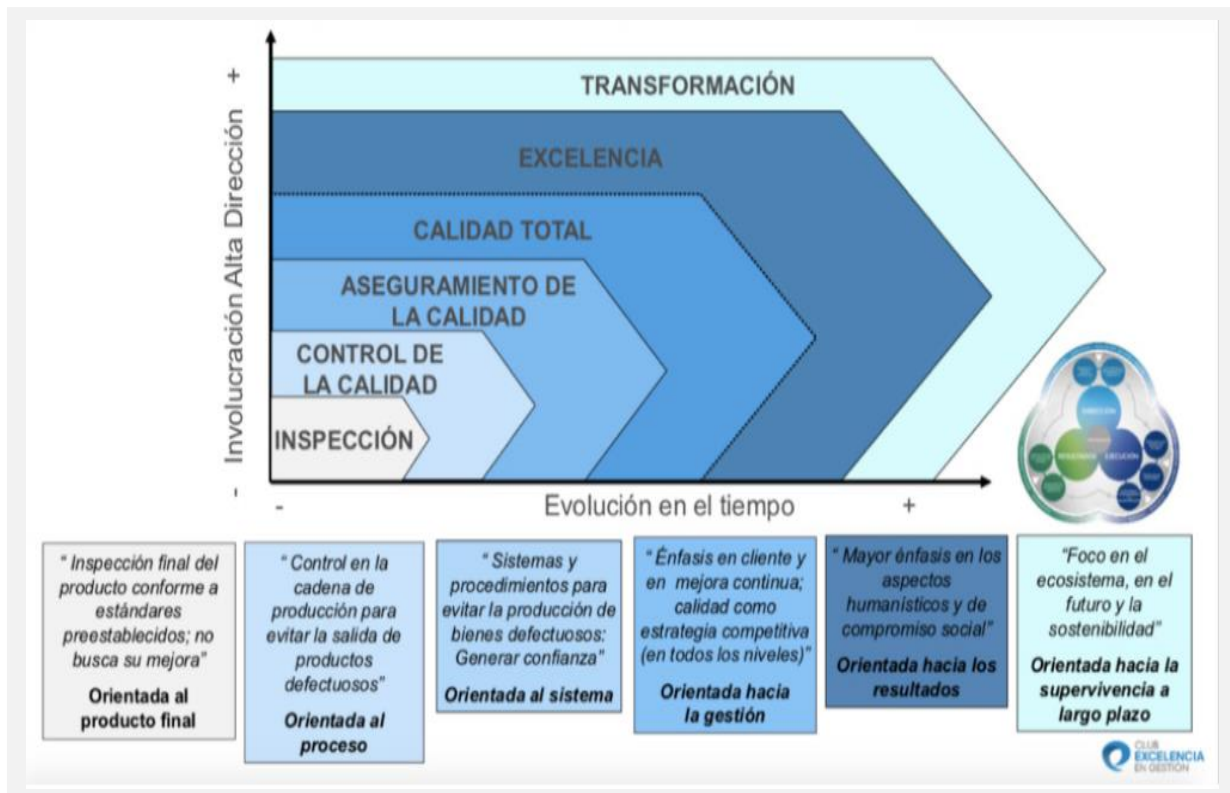 TRANSFORMACIÓN
EXCELENCIA
CALIDAD TOTAL
ASEGURAMIENTO DE
LA CALIDAD
CONTROL DE
LA CALIDAD
INSPECCIÓN
- Involucración Alta Dirección +
-
Evolución en el tiempo
+
DIRECCIÓN
RESULTADOS
EJECUCIÓN
“ Inspección final del
producto conforme a
estándares
preestablecidos; no
busca su mejora”
Orientada al
producto final
“ Control en la
cadena de
producción para
evitar la salida de
productos
defectuosos”
Orientada al
proceso
“ Sistemas y
procedimientos para
evitar la producción de
bienes defectuosos:
Generar confianza”
Orientada al sistema
“ Énfasis en cliente y
en mejora continua;
calidad como
estrategia competitiva
(en todos los niveles)”
Orientada hacia
la gestión
“ Mayor énfasis en los
aspectos
humanísticos y de
compromiso social”
Orientada hacia los
resultados
“Foco en el
ecosistema, en el
futuro y la
sostenibilidad”
Orientada hacia la
supervivencia a
largo plazo
CLUB
EXCELENCIA
EN GESTIÓN